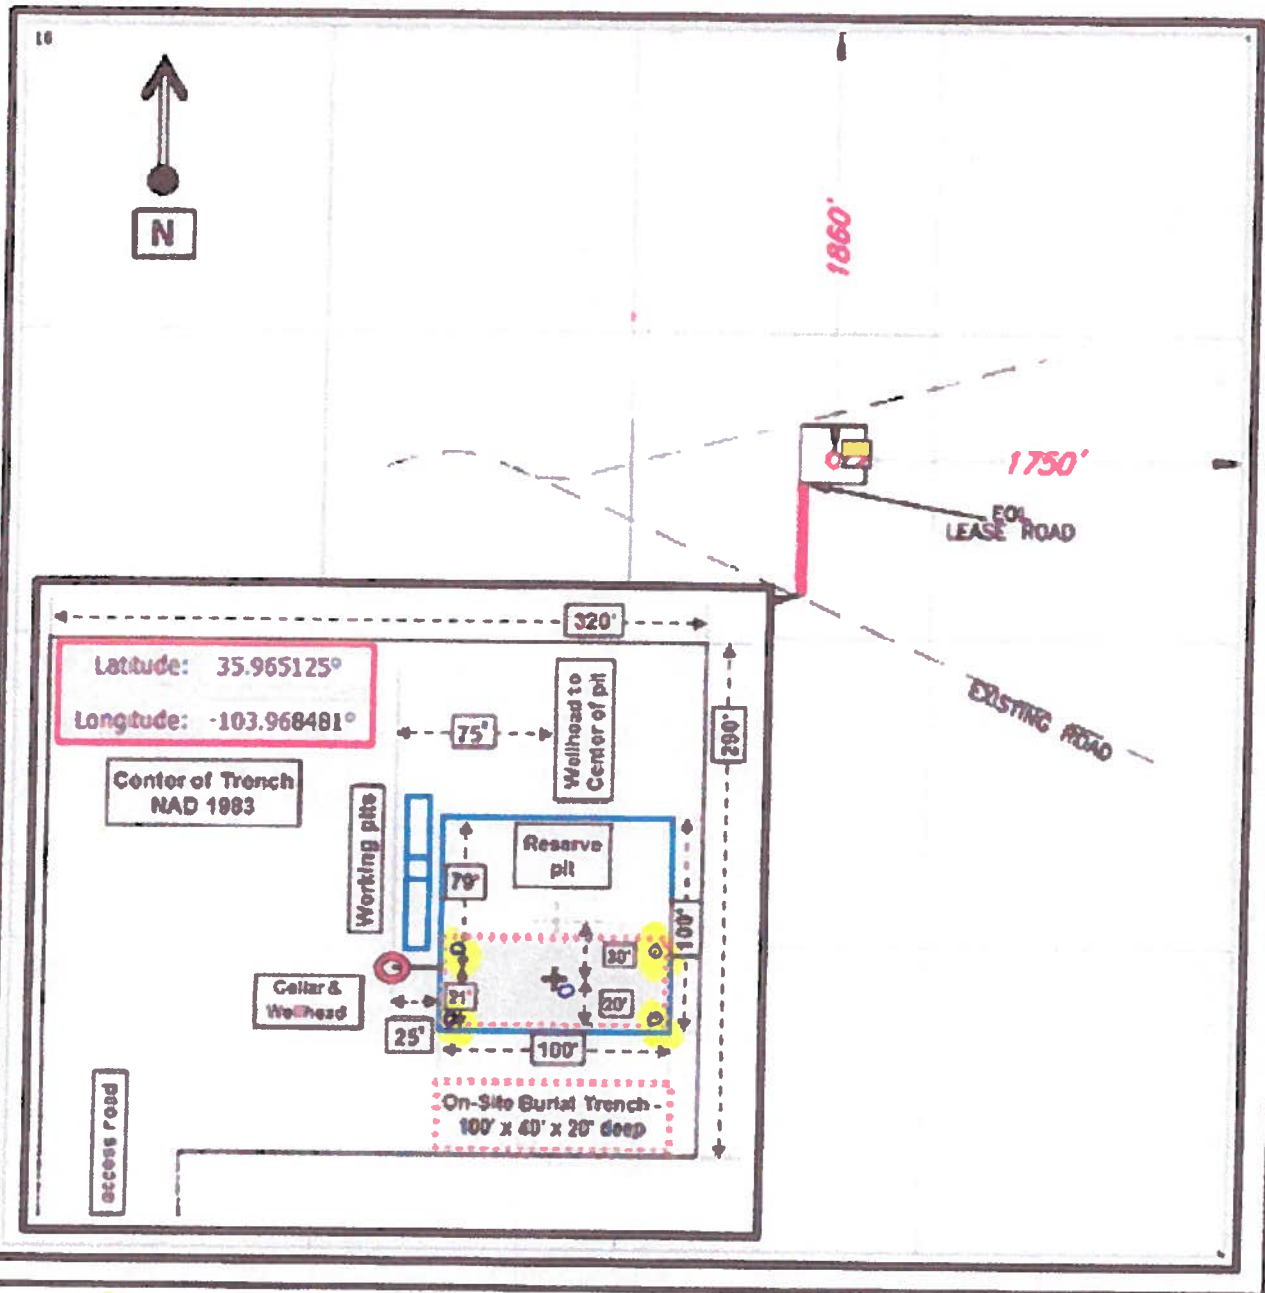 16
N
1860'
1750'
EOL
LEASE ROAD
EXISTING ROAD
320'
Latitude: 35.965125°
Longitude: -103.968481°
Center of Trench
NAD 1983
75'
Wellhead to
Center of pit
Working pits
Reserve
pit
79'
100'
Cellar &
Wellhead
21'
20'
25'
100'
On-Site Burial Trench -
100' x 40' x 20' deep
access road